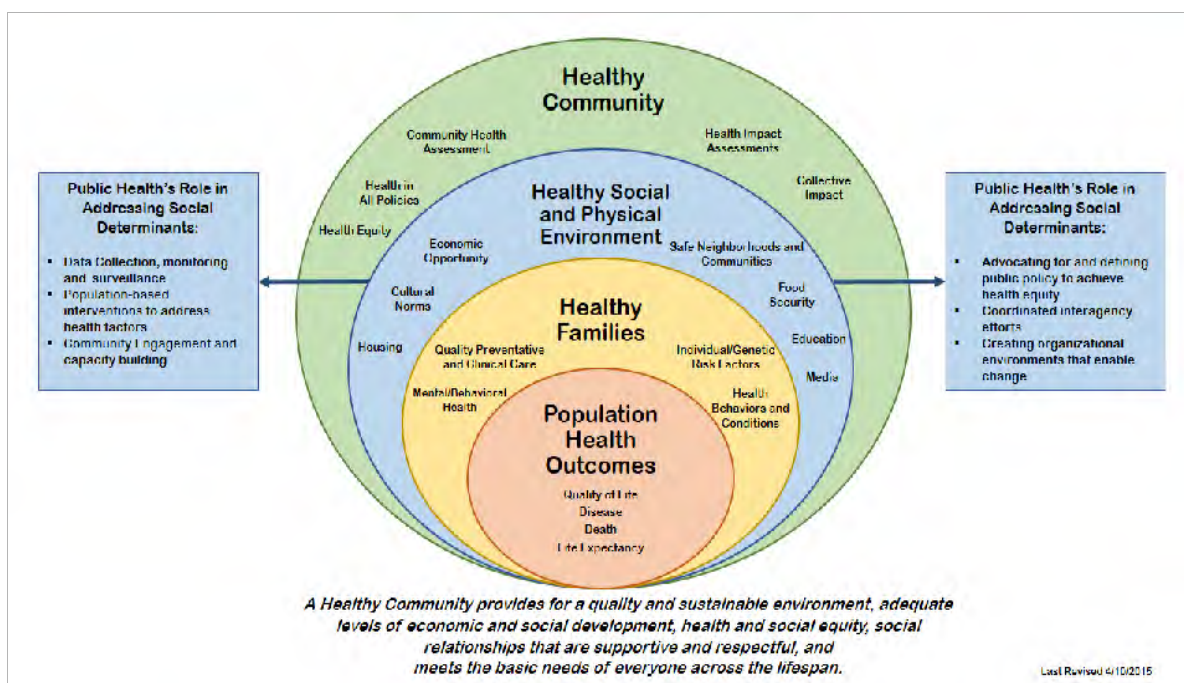 Healthy
Community
Community Health
Assessment
Health Impact
Assessments
Health in
All Policies
Collective
Impact
Health Equity
Healthy Social
and Physical
Environment
Economic
Opportunity
Safe Neighborhoods and
Communities
Cultural
Norms
Food
Security
Housing
Education
Media
Healthy
Families
Quality Preventative
and Clinical Care
Individual/Genetic
Risk Factors
Mental/Behavioral
Health
Health
Behaviors and
Conditions
Population
Health
Outcomes
Quality of Life
Disease
Death
Life Expectancy
Public Health's Role in
Addressing Social
Determinants:
▪ Data Collection, monitoring
and surveillance
▪ Population-based
interventions to address
health factors
▪ Community Engagement and
capacity building
Public Health's Role in
Addressing Social
Determinants:
▪ Advocating for and defining
public policy to achieve
health equity
▪ Coordinated interagency
efforts
▪ Creating organizational
environments that enable
change
A Healthy Community provides for a quality and sustainable environment, adequate
levels of economic and social development, health and social equity, social
relationships that are supportive and respectful, and
meets the basic needs of everyone across the lifespan.
Last Revised 4/10/2015